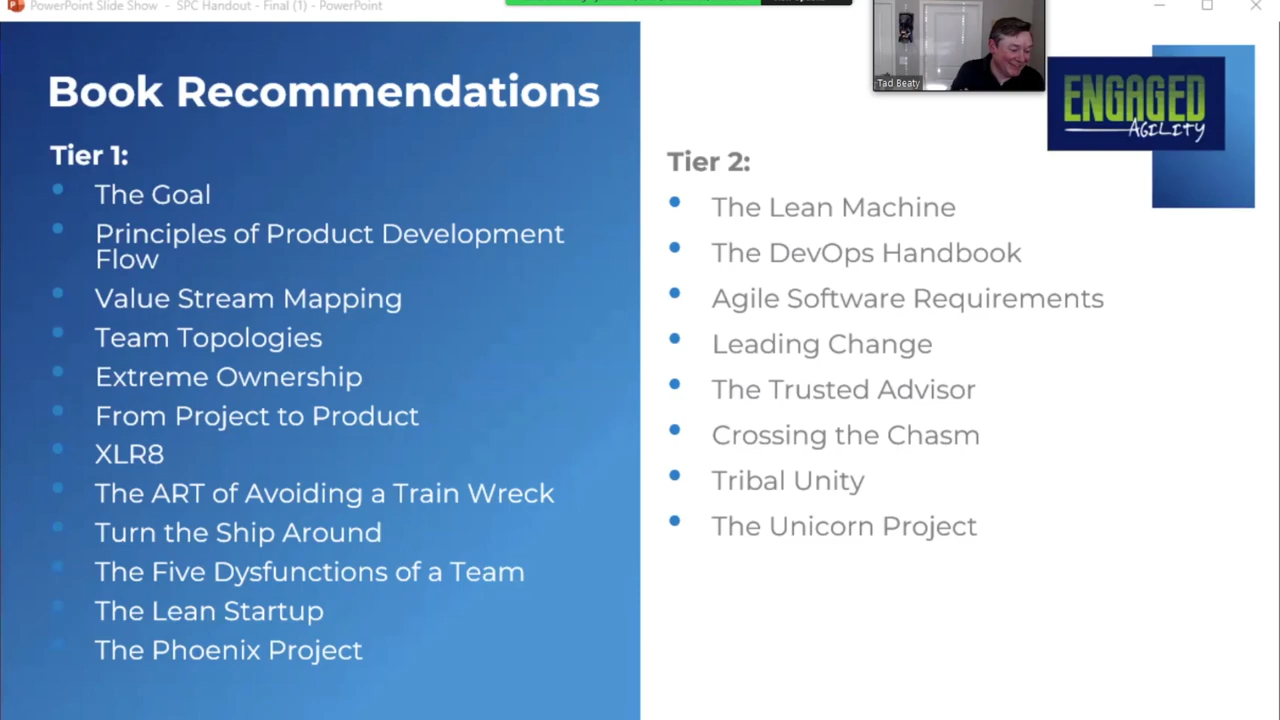 PowerPoint Slide Show - SPC Handout - Final (1) - PowerPoint
Tad Beaty
ENGAGED
AGILITY
Book Recommendations
Tier 1:
The Goal
Principles of Product Development
Flow
Value Stream Mapping
Team Topologies
Extreme Ownership
From Project to Product
XLR8
The ART of Avoiding a Train Wreck
Turn the Ship Around
The Five Dysfunctions of a Team
The Lean Startup
The Phoenix Project
Tier 2:
The Lean Machine
The DevOps Handbook
Agile Software Requirements
Leading Change
The Trusted Advisor
Crossing the Chasm
Tribal Unity
The Unicorn Project